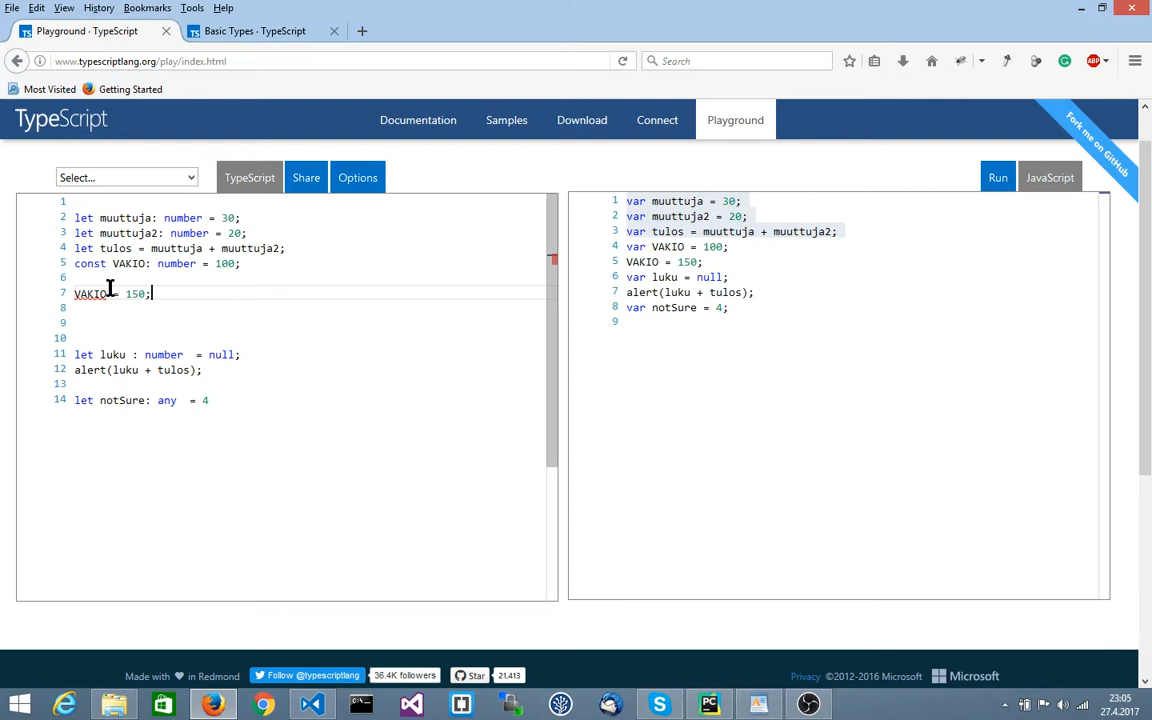 File Edit View History Bookmarks Tools Help
Playground · TypeScript
Basic Types · TypeScript
www.typescriptlang.org/play/index.html
Search
ABP
Most Visited
Getting Started
TypeScript
Documentation
Samples
Download
Connect
Playground
Fork me on GitHub
Select...
TypeScript
Share
Options
Run
JavaScript
1
2 let muuttuja: number = 30;
3 let muuttuja2: number = 20;
4 let tulos = muuttuja + muuttuja2;
5 const VAKIO: number = 100;
6
7 VAKIO = 150;
8
9
10
11 let luku : number  = null;
12 alert(luku + tulos);
13
14 let notSure: any  = 4
1 var muuttuja = 30;
2 var muuttuja2 = 20;
3 var tulos = muuttuja + muuttuja2;
4 var VAKIO = 100;
5 VAKIO = 150;
6 var luku = null;
7 alert(luku + tulos);
8 var notSure = 4;
9
Made with ♥ in Redmond
Follow @typescriptlang
36.4K followers
Star
21,413
Privacy ©2012-2016 Microsoft
Microsoft
PC
23:05
27.4.2017